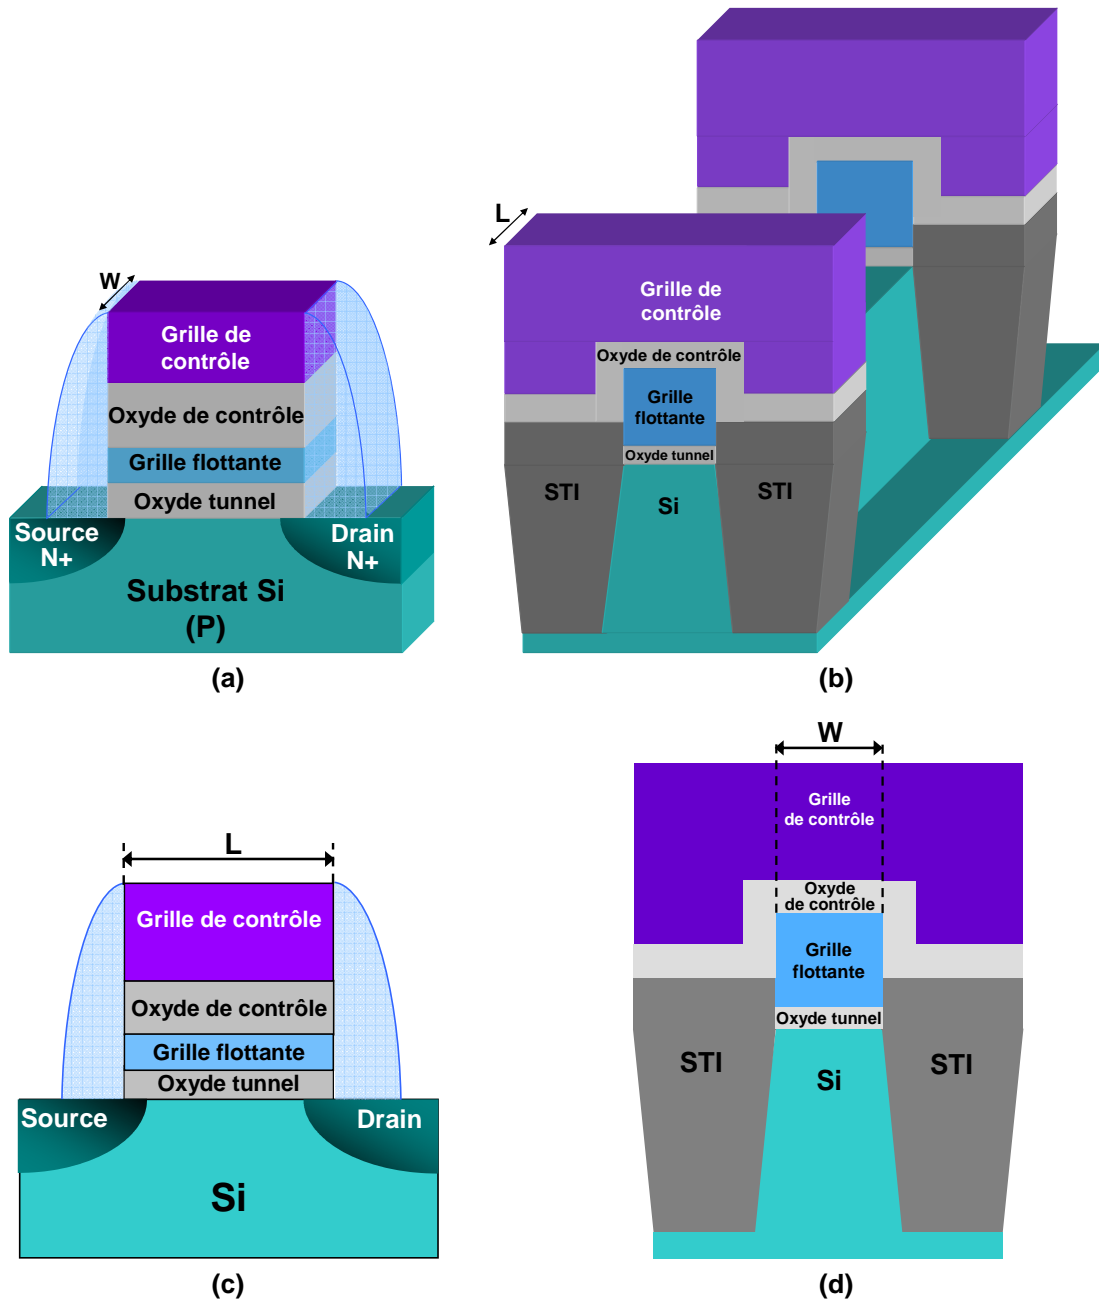 W
Grille de
contrôle
Oxyde de contrôle
Grille flottante
Oxyde tunnel
Source
N+
Drain
N+
Substrat Si
(P)
(a)
L
Grille de
contrôle
Oxyde de contrôle
Grille
flottante
Oxyde tunnel
STI
Si
STI
(b)
L
Grille de contrôle
Oxyde de contrôle
Grille flottante
Oxyde tunnel
Source
Drain
Si
(c)
W
Grille
de contrôle
Oxyde
de contrôle
Grille
flottante
Oxyde tunnel
STI
Si
STI
(d)